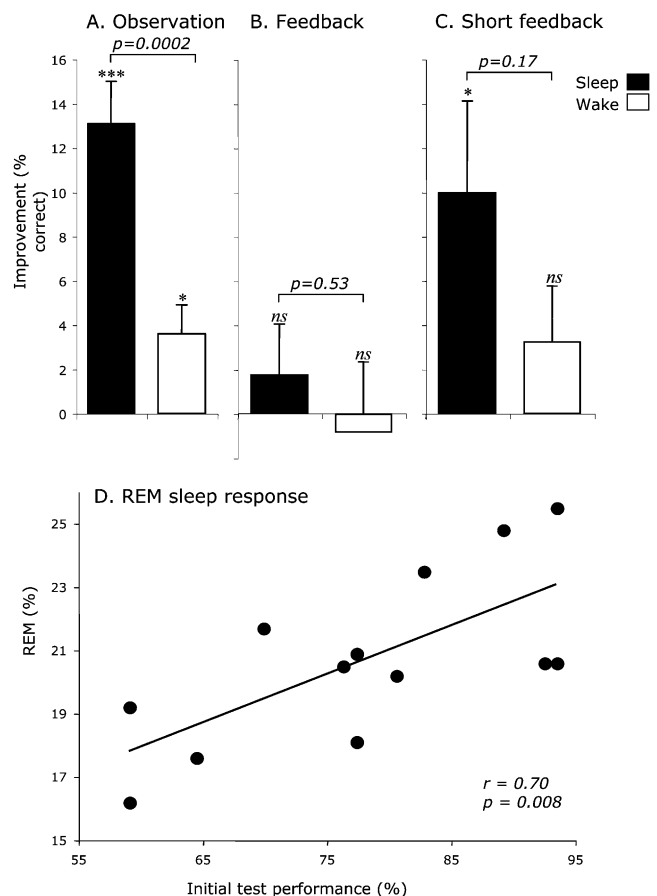 A. Observation
B. Feedback
C. Short feedback
p=0.0002
p=0.53
p=0.17
Sleep
Wake
Improvement (%
correct)
16
14
12
10
8
6
4
2
0
***
*
ns
ns
*
ns
D. REM sleep response
REM (%)
25
23
21
19
17
15
r = 0.70
p = 0.008
55
65
75
85
95
Initial test performance (%)